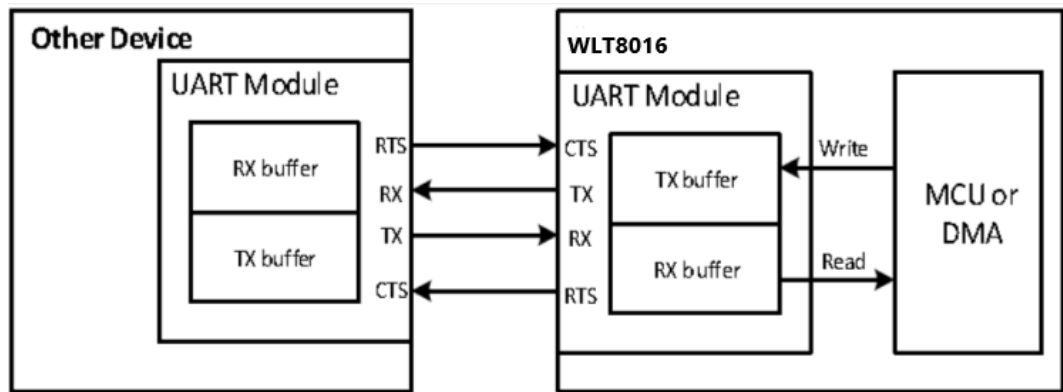 Other Device
UART Module
RX buffer
TX buffer
RTS
RX
TX
CTS
WLT8016
UART Module
CTS
TX
RX
RTS
TX buffer
RX buffer
Write
Read
MCU or
DMA